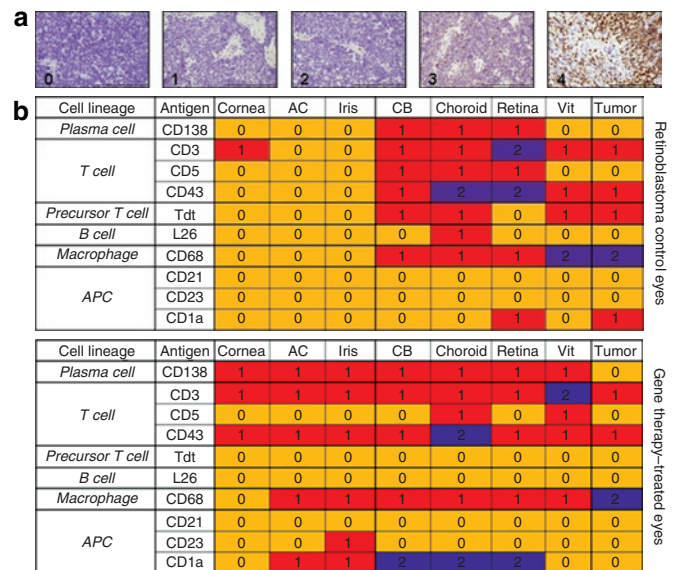 a
0 1 2 3 4
b
Cell lineage Antigen Cornea AC Iris CB Choroid Retina Vit Tumor
Plasma cell CD138 0 0 0 1 1 1 0 0
T cell
CD3 1 0 0 1 1 2 1 1
CD5 0 0 0 1 1 1 0 0
CD43 0 0 0 1 2 2 1 1
Precursor T cell Tdt 0 0 0 1 1 0 1 1
B cell L26 0 0 0 0 1 0 0 0
Macrophage CD68 0 0 0 1 1 1 2 2
APC
CD21 0 0 0 0 0 0 0 0
CD23 0 0 0 0 0 0 0 0
CD1a 0 0 0 0 0 1 0 1
Retinoblastoma control eyes
Cell lineage Antigen Cornea AC Iris CB Choroid Retina Vit Tumor
Plasma cell CD138 1 1 1 1 1 1 1 0
T cell
CD3 1 1 1 1 1 1 2 1
CD5 0 0 0 0 1 0 1 0
CD43 1 1 1 1 2 1 1 1
Precursor T cell Tdt 0 0 0 0 0 0 0 0
B cell L26 0 0 0 0 0 0 0 0
Macrophage CD68 0 1 1 1 1 1 1 2
APC
CD21 0 0 0 0 0 0 0 0
CD23 0 0 1 0 0 0 0 0
CD1a 0 1 1 2 2 2 0 0
Gene therapy–treated eyes